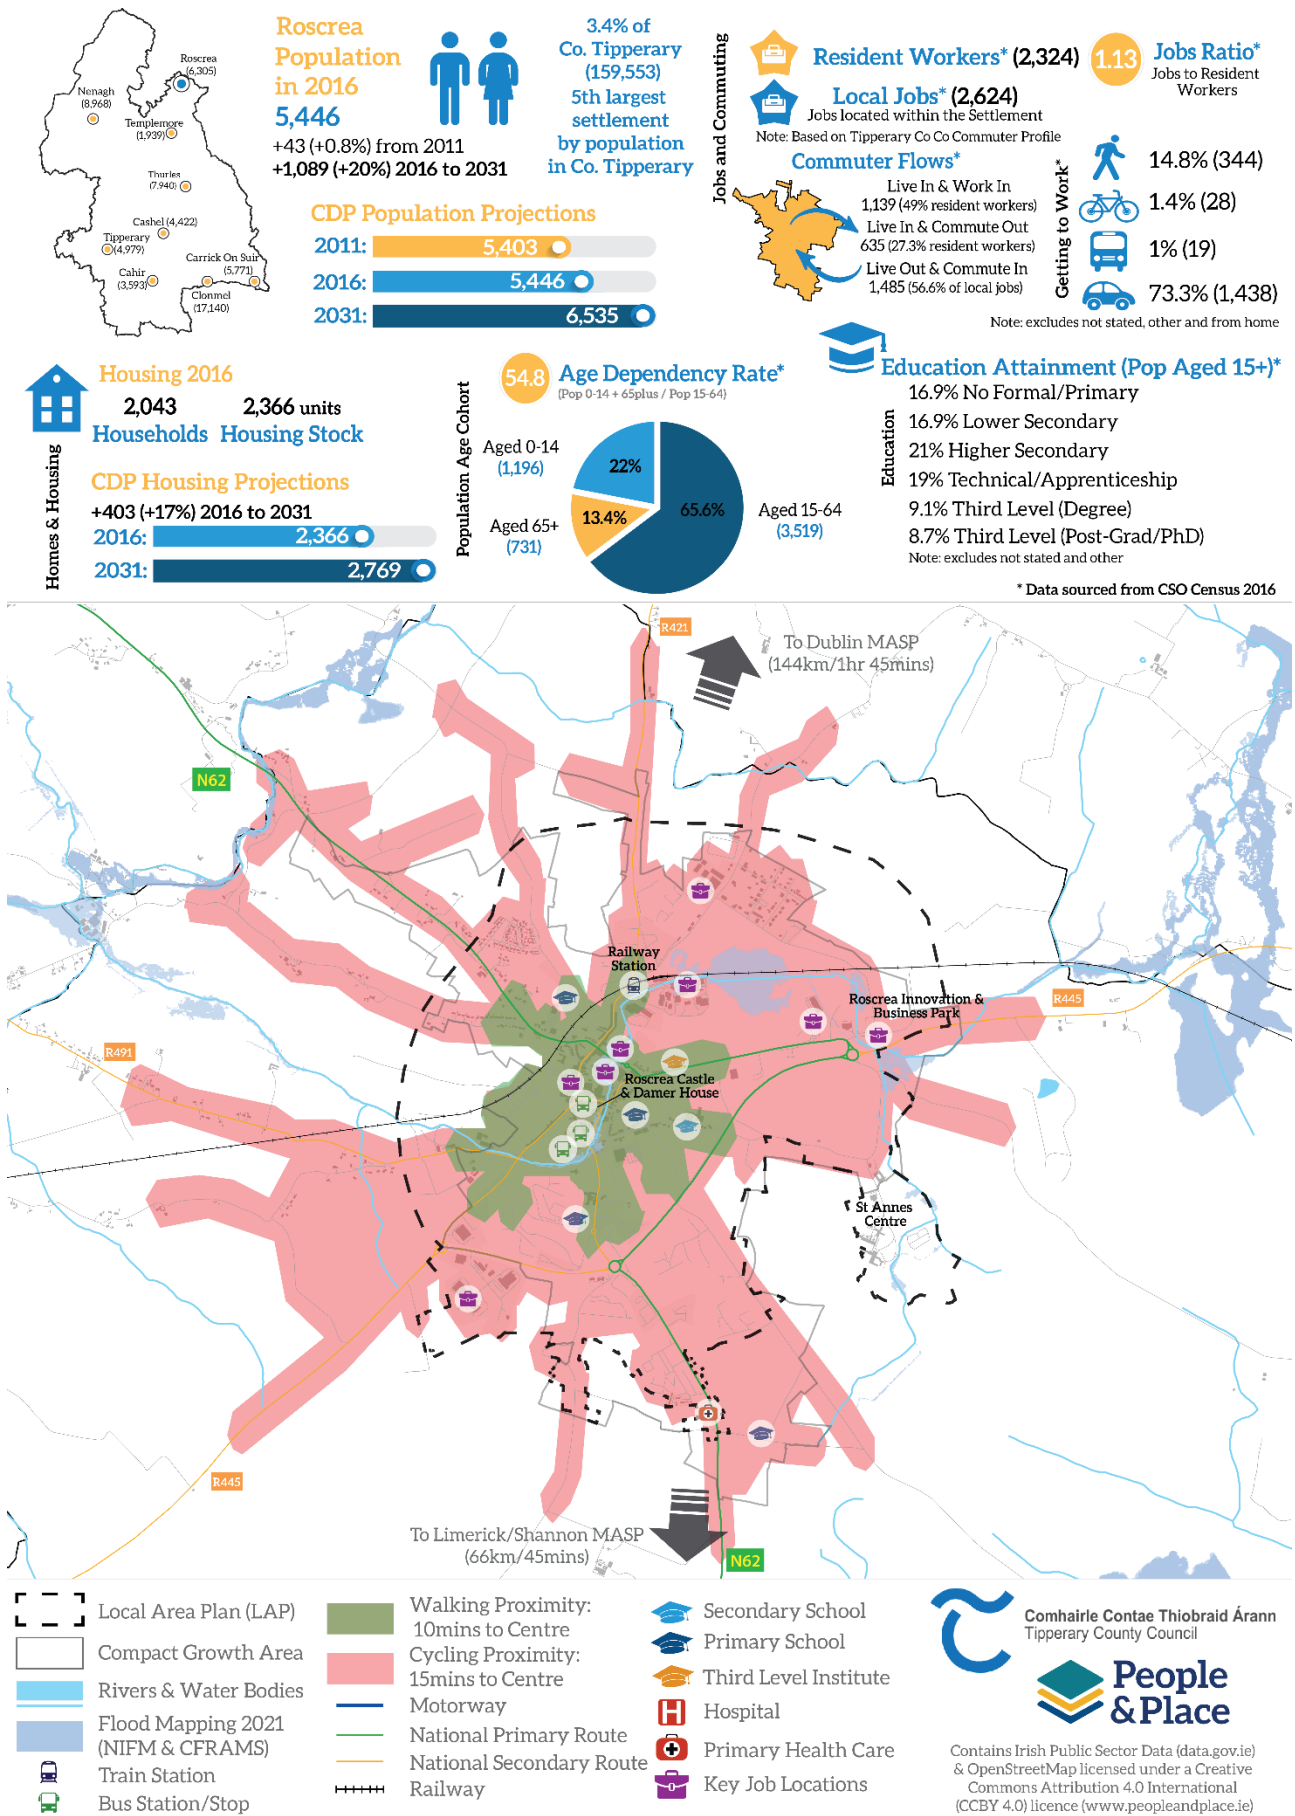 Roscrea
(6,305)
Nenagh
(8,968)
Templemore
(1,939)
Thurles
(7,940)
Cashel (4,422)
Tipperary
(4,979)
Cahir
(3,593)
Carrick On Suir
(5,771)
Clonmel
(17,140)
Roscrea
Population
in 2016
5,446
+43 (+0.8%) from 2011
+1,089 (+20%) 2016 to 2031
3.4% of
Co. Tipperary
(159,553)
5th largest
settlement
by population
in Co. Tipperary
CDP Population Projections
2011: 5,403
2016: 5,446
2031: 6,535
Jobs and Commuting
Resident Workers* (2,324)
Local Jobs* (2,624)
Jobs located within the Settlement
Note: Based on Tipperary Co Co Commuter Profile
1.13 Jobs Ratio*
Jobs to Resident
Workers
Commuter Flows*
Live In & Work In
1,139 (49% resident workers)
Live In & Commute Out
635 (27.3% resident workers)
Live Out & Commute In
1,485 (56.6% of local jobs)
Getting to Work*
14.8% (344)
1.4% (28)
1% (19)
73.3% (1,438)
Note: excludes not stated, other and from home
Homes & Housing
Housing 2016
2,043
Households
2,366 units
Housing Stock
CDP Housing Projections
+403 (+17%) 2016 to 2031
2016: 2,366
2031: 2,769
Population Age Cohort
54.8 Age Dependency Rate*
(Pop 0-14 + 65plus / Pop 15-64)
Aged 0-14
(1,196)
22%
Aged 65+
(731)
13.4%
65.6%
Aged 15-64
(3,519)
Education
Education Attainment (Pop Aged 15+)*
16.9% No Formal/Primary
16.9% Lower Secondary
21% Higher Secondary
19% Technical/Apprenticeship
9.1% Third Level (Degree)
8.7% Third Level (Post-Grad/PhD)
Note: excludes not stated and other
* Data sourced from CSO Census 2016
R421
To Dublin MASP
(144km/1hr 45mins)
N62
Railway
Station
Roscrea Innovation &
Business Park
R445
R491
Roscrea Castle
& Damer House
St Annes
Centre
R445
To Limerick/Shannon MASP
(66km/45mins)
N62
Local Area Plan (LAP)
Compact Growth Area
Rivers & Water Bodies
Flood Mapping 2021
(NIFM & CFRAMS)
Train Station
Bus Station/Stop
Walking Proximity:
10mins to Centre
Cycling Proximity:
15mins to Centre
Motorway
National Primary Route
National Secondary Route
Railway
Secondary School
Primary School
Third Level Institute
H Hospital
Primary Health Care
Key Job Locations
Comhairle Contae Thiobraid Árann
Tipperary County Council
People
&Place
Contains Irish Public Sector Data (data.gov.ie)
& OpenStreetMap licensed under a Creative
Commons Attribution 4.0 International
(CCBY 4.0) licence (www.peopleandplace.ie)